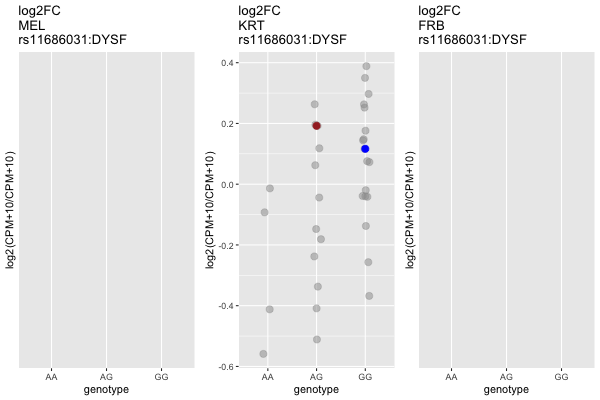 log2FC
MEL
rs11686031:DYSF
log2(CPM+10/CPM+10)
AA AG GG
genotype
log2FC
KRT
rs11686031:DYSF
log2(CPM+10/CPM+10)
0.4
0.2
0.0
-0.2
-0.4
-0.6
AA AG GG
genotype
log2FC
FRB
rs11686031:DYSF
log2(CPM+10/CPM+10)
AA AG GG
genotype